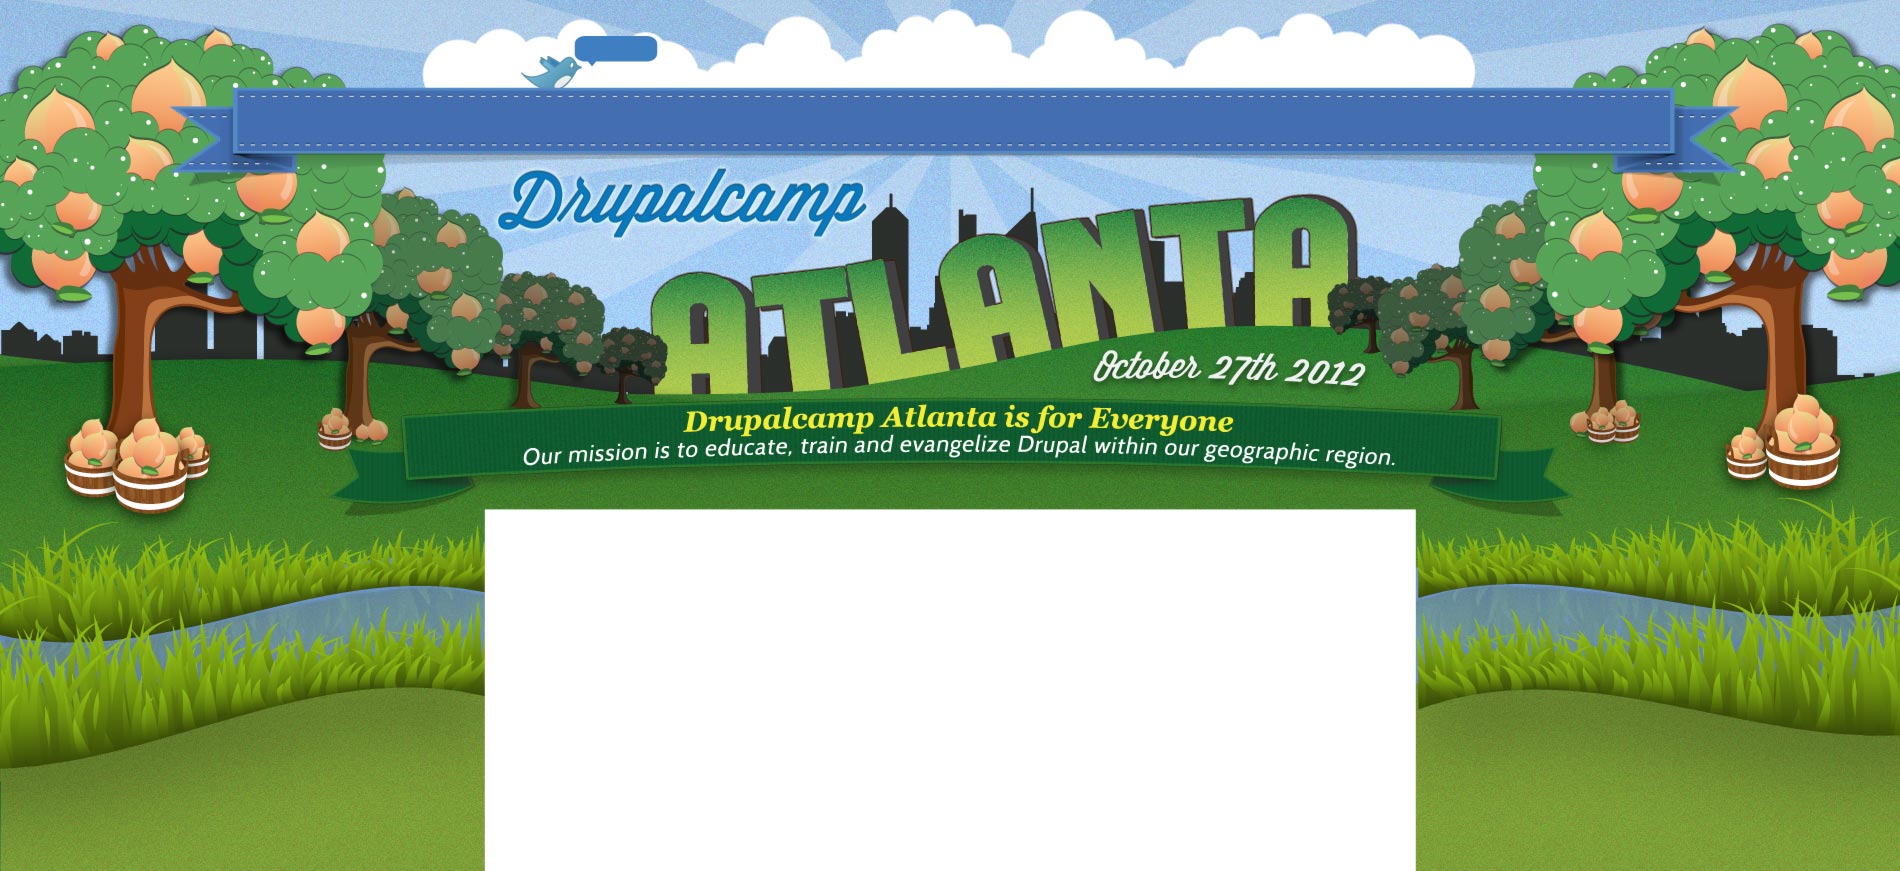 Drupalcamp
ATLANTA
October 27th 2012
Drupalcamp Atlanta is for Everyone
Our mission is to educate, train and evangelize Drupal within our geographic region.